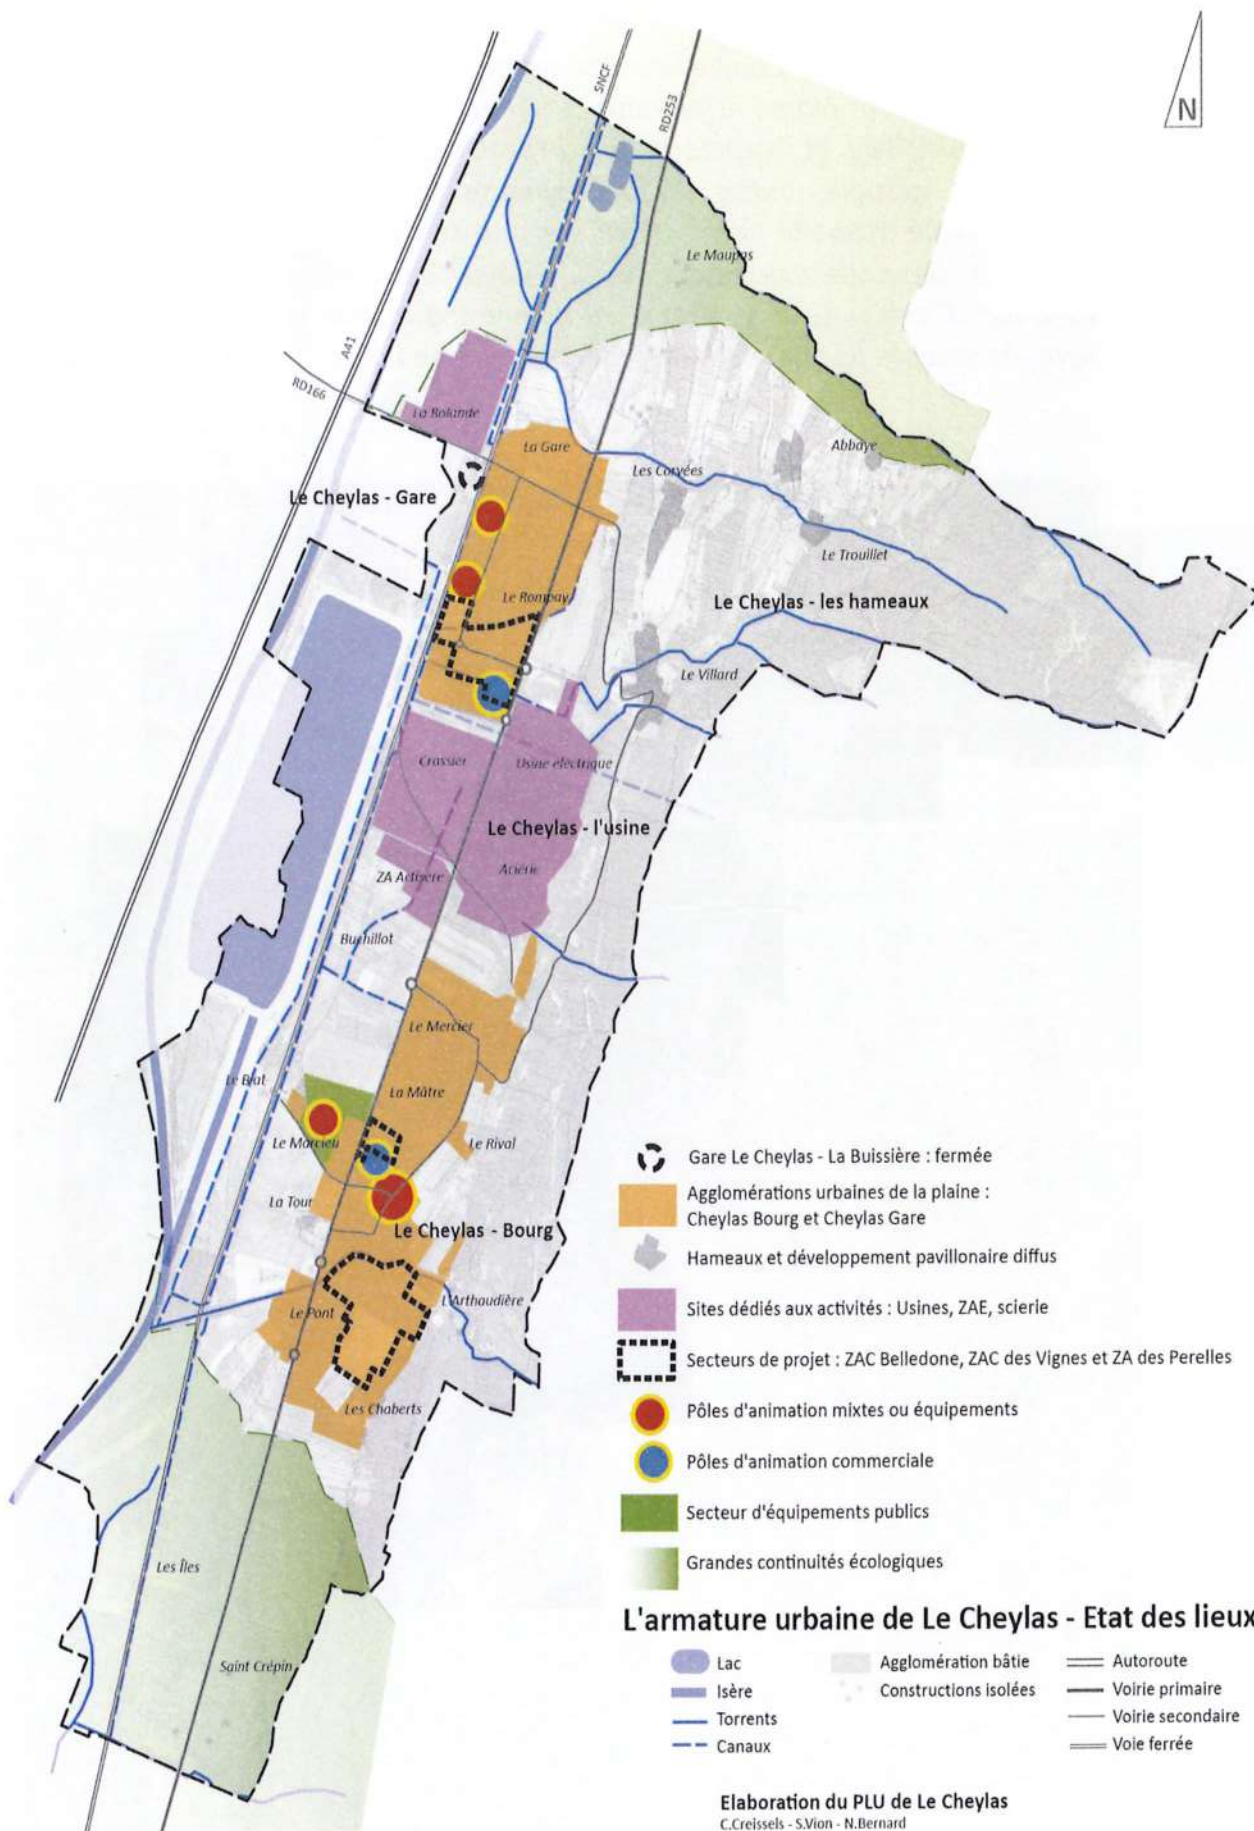 SNCF
RD253
N
Le Maupas
A41
RD166
La Rolande
La Gare
Abbaye
Les Corvées
Le Cheylas - Gare
Le Trouillet
Le Rompay
Le Cheylas - les hameaux
Le Villard
Crassier
Usine électrique
Le Cheylas - l'usine
ZA Actisère
Aciérie
Buchillot
Le Mercier
Le Biat
La Mâtre
Le Marcieu
Le Rival
La Tour
Le Cheylas - Bourg
Le Pont
L'Arthaudière
Les Chaberts
Les Îles
Saint Crépin
Gare Le Cheylas - La Buissière : fermée
Agglomérations urbaines de la plaine :
Cheylas Bourg et Cheylas Gare
Hameaux et développement pavillonaire diffus
Sites dédiés aux activités : Usines, ZAE, scierie
Secteurs de projet : ZAC Belledone, ZAC des Vignes et ZA des Perelles
Pôles d'animation mixtes ou équipements
Pôles d'animation commerciale
Secteur d'équipements publics
Grandes continuités écologiques
L'armature urbaine de Le Cheylas - Etat des lieux
Lac
Isère
Torrents
Canaux
Agglomération bâtie
Constructions isolées
Autoroute
Voirie primaire
Voirie secondaire
Voie ferrée
Elaboration du PLU de Le Cheylas
C.Creissels - S.Vion - N.Bernard